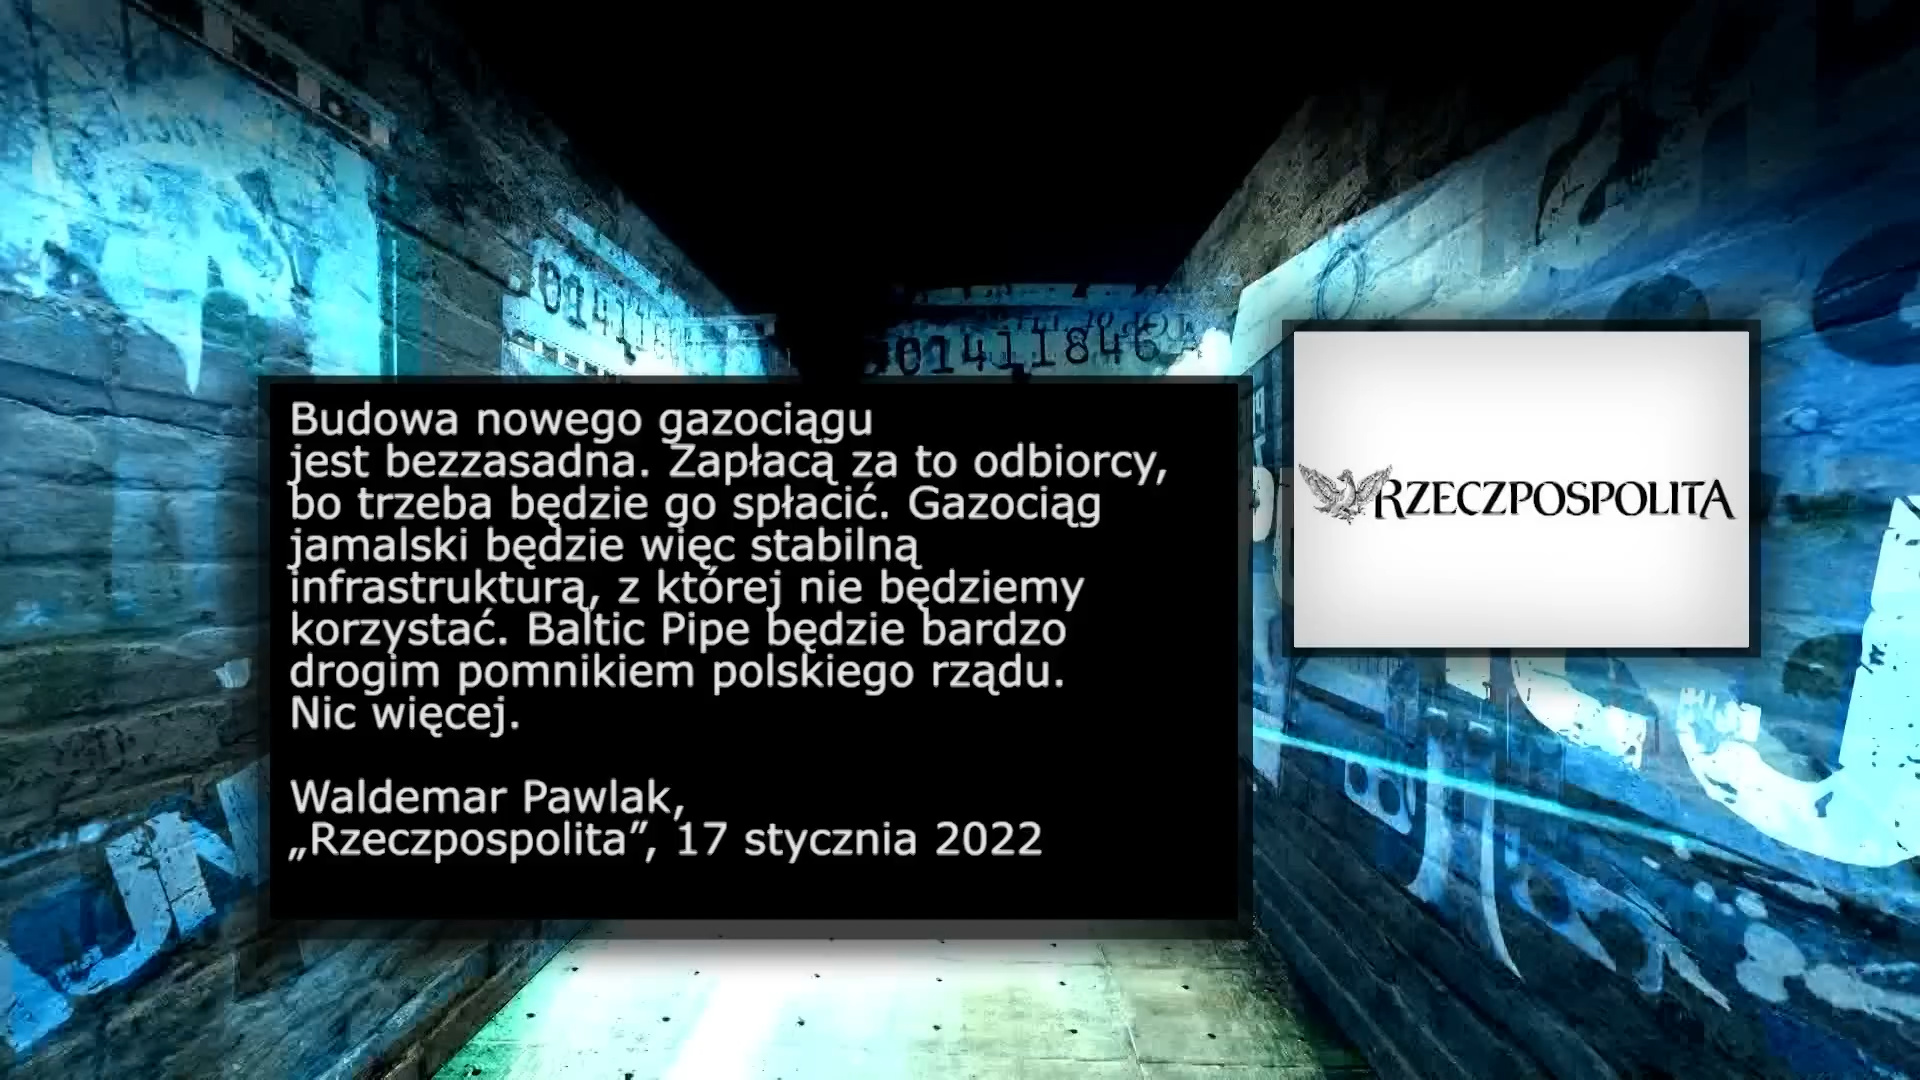 014118
01411846
Budowa nowego gazociągu
jest bezzasadna. Zapłacą za to odbiorcy,
bo trzeba będzie go spłacić. Gazociąg
jamalski będzie więc stabilną
infrastrukturą, z której nie będziemy
korzystać. Baltic Pipe będzie bardzo
drogim pomnikiem polskiego rządu.
Nic więcej.
Waldemar Pawlak,
„Rzeczpospolita”, 17 stycznia 2022
RZECZPOSPOLITA